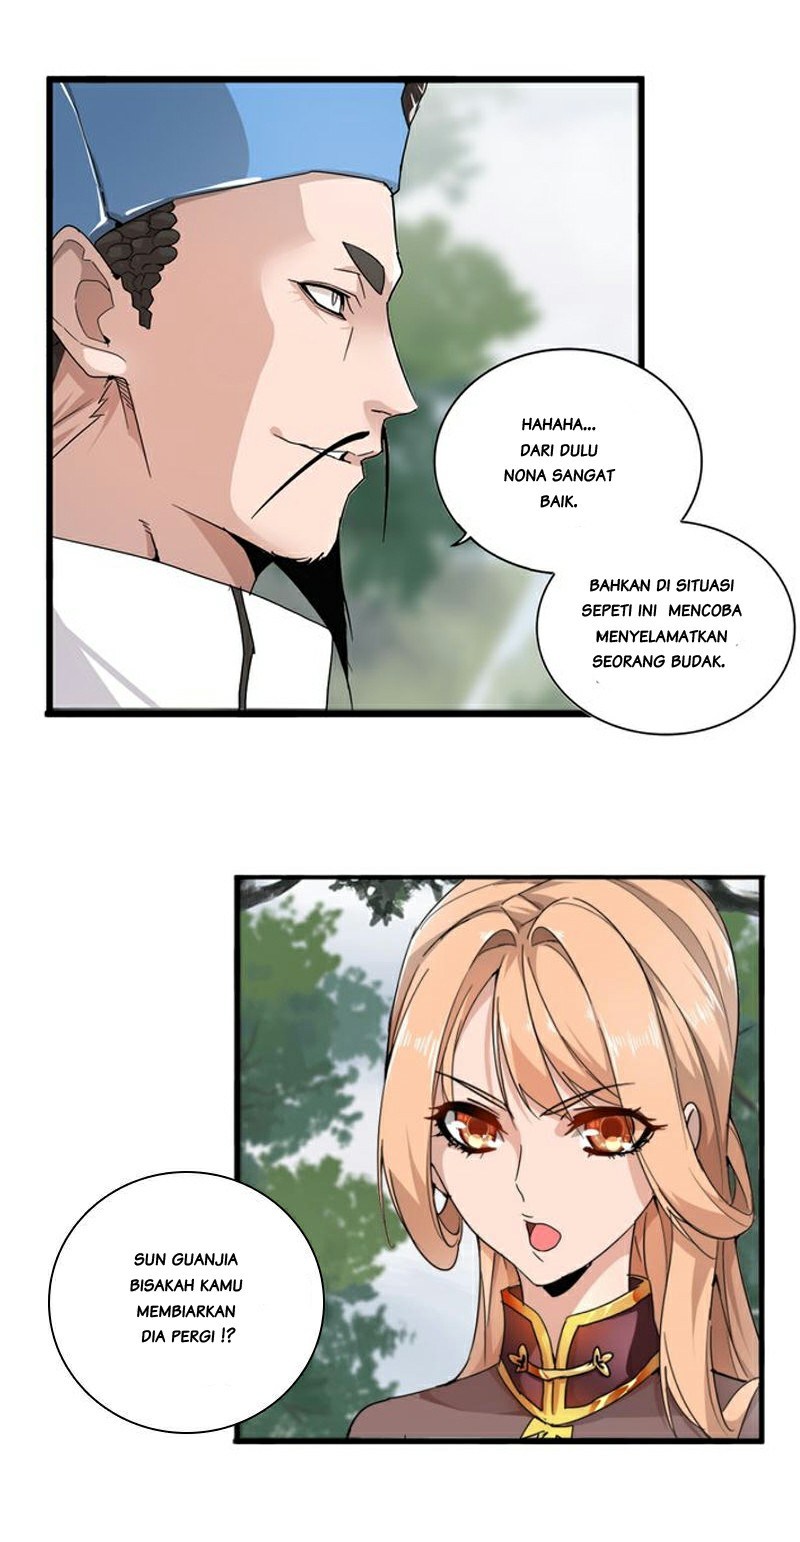 HAHAHA...
DARI DULU
NONA SANGAT
BAIK.
BAHKAN DI SITUASI
SEPETI INI MENCOBA
MENYELAMATKAN
SEORANG BUDAK.
SUN GUANJIA
BISAKAH KAMU
MEMBIARKAN
DIA PERGI !?